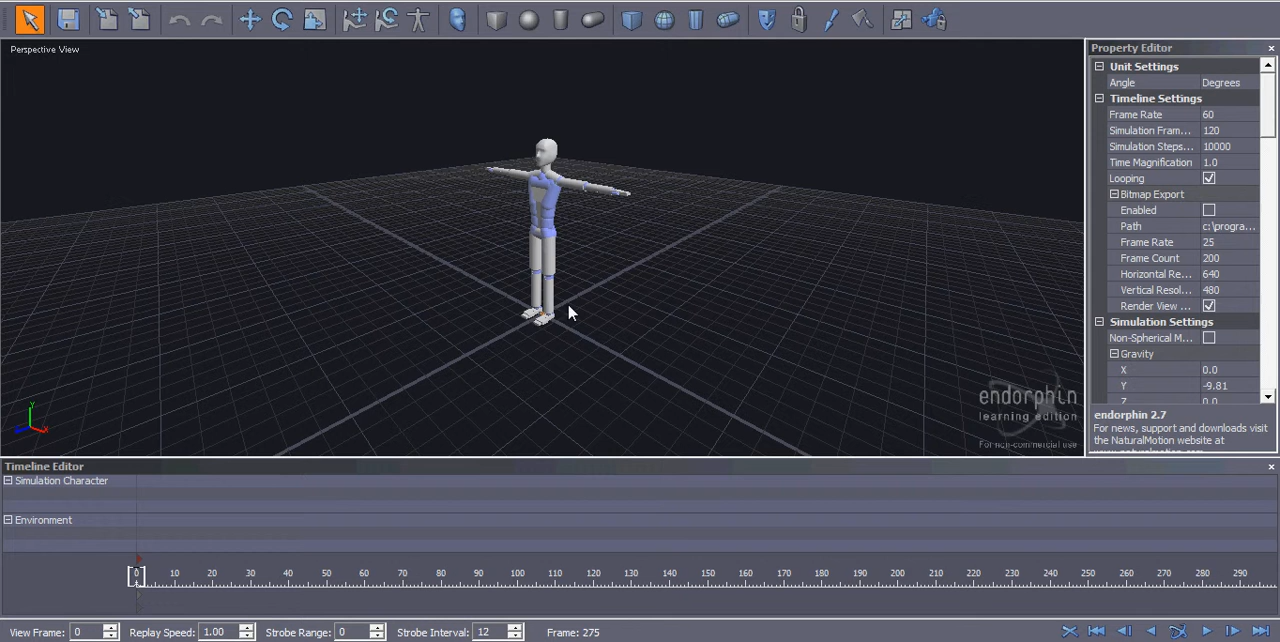 Perspective View
Property Editor
Unit Settings
Angle Degrees
Timeline Settings
Frame Rate 60
Simulation Fram... 120
Simulation Steps... 10000
Time Magnification 1.0
Looping
Bitmap Export
Enabled
Path c:\progra...
Frame Rate 25
Frame Count 200
Horizontal Re... 640
Vertical Resol... 480
Render View ...
Simulation Settings
Non-Spherical M...
Gravity
X 0.0
Y -9.81
Z 0.0
endorphin 2.7
For news, support and downloads visit
the NaturalMotion website at
www.naturalmotion.com
endorphin
learning edition
For non-commercial use
Y
X
Timeline Editor
Simulation Character
Environment
0 10 20 30 40 50 60 70 80 90 100 110 120 130 140 150 160 170 180 190 200 210 220 230 240 250 260 270 280 290
View Frame: 0 Replay Speed: 1.00 Strobe Range: 0 Strobe Interval: 12 Frame: 275